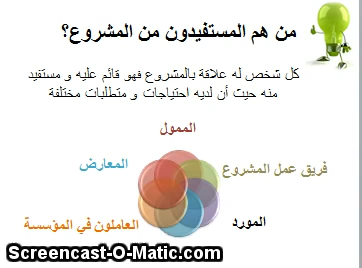 من هم المستفيدون من المشروع؟
كل شخص له علاقة بالمشروع فهو قائم عليه و مستفيد
منه حيث أن لديه احتياجات و متطلبات مختلفة
الممول
فريق عمل المشروع
المعارض
المورد
العاملون في المؤسسة
Screencast-O-Matic.com